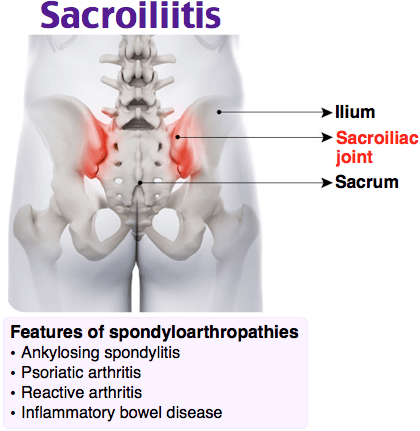 Sacroiliitis
Ilium
Sacroiliac
joint
Sacrum
Features of spondyloarthropathies
• Ankylosing spondylitis
• Psoriatic arthritis
• Reactive arthritis
• Inflammatory bowel disease